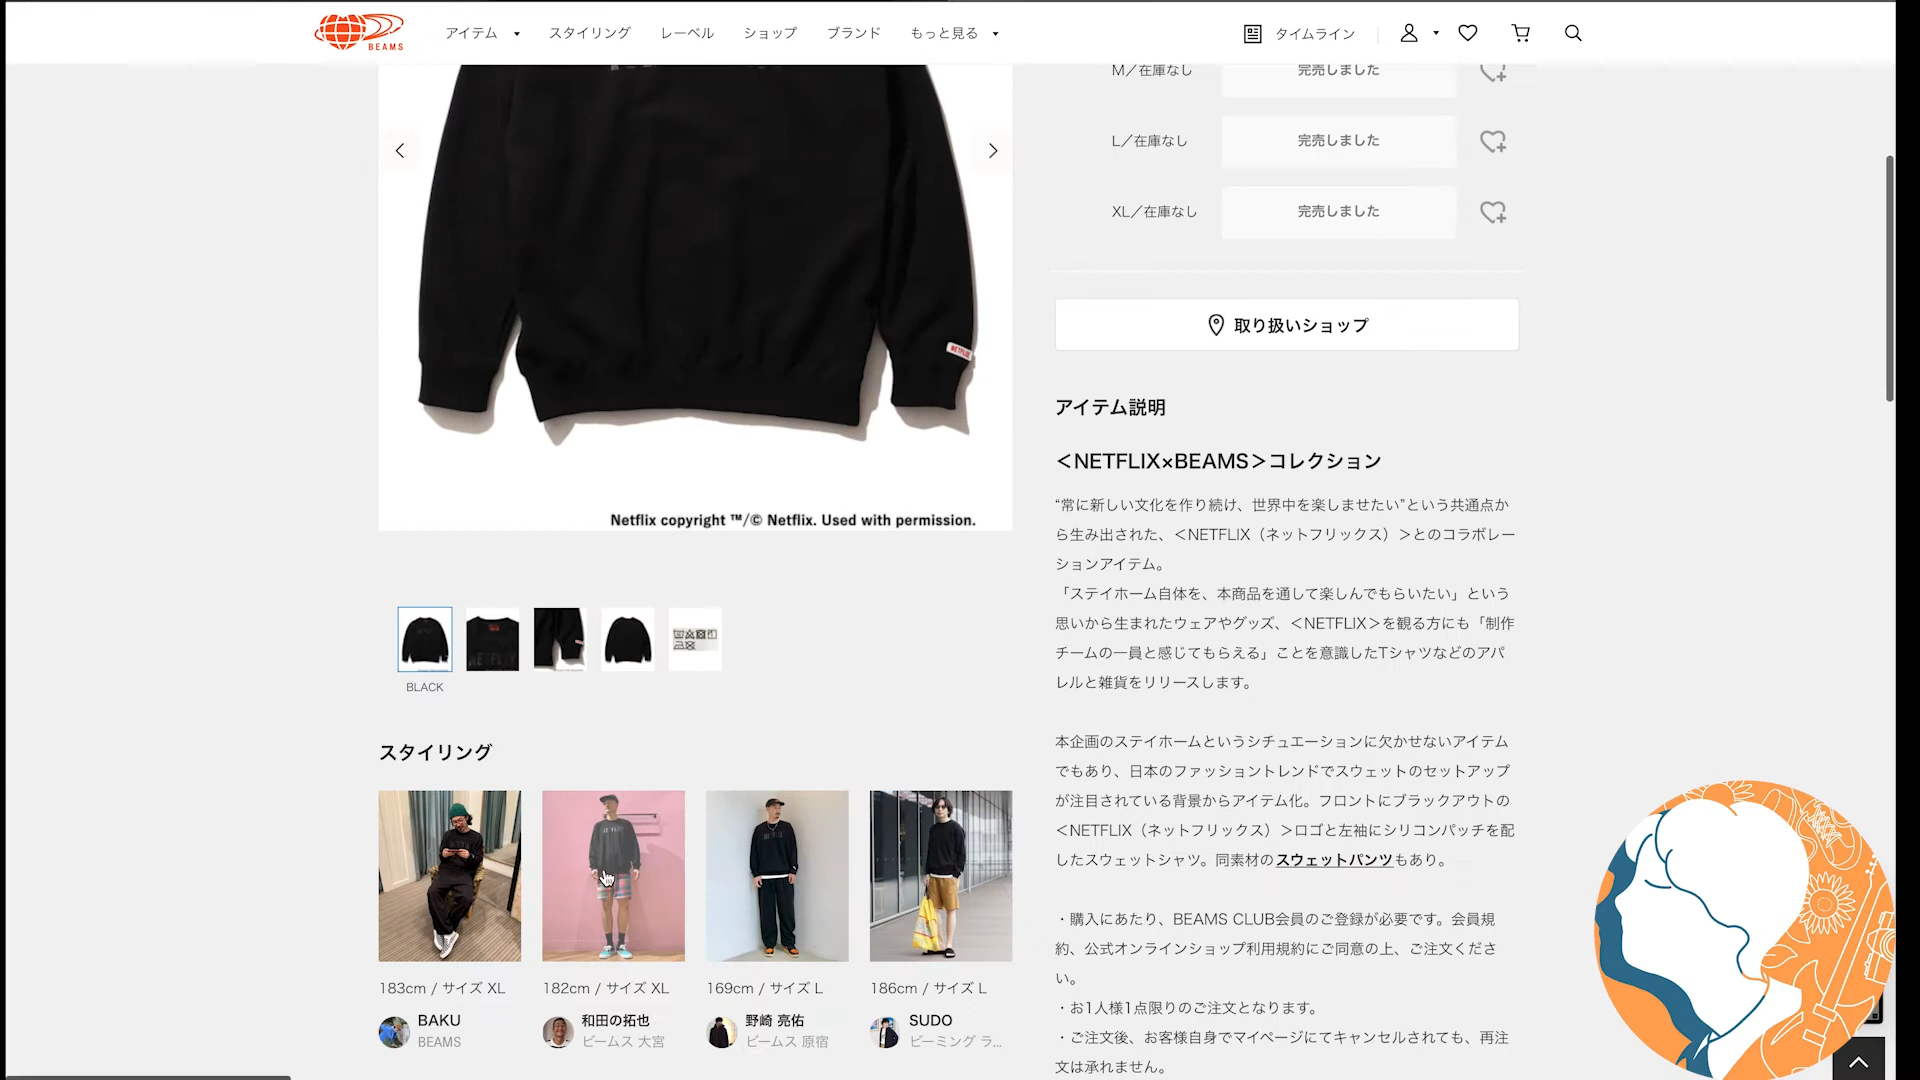 BEAMS
アイテム
スタイリング
レーベル
ショップ
ブランド
もっと見る
タイムライン
M／在庫なし
完売しました
L／在庫なし
完売しました
XL／在庫なし
完売しました
取り扱いショップ
NETFLIX
Netflix copyright ™/© Netflix. Used with permission.
BLACK
アイテム説明
＜NETFLIX×BEAMS＞コレクション
“常に新しい文化を作り続け、世界中を楽しませたい”という共通点か
ら生み出された、＜NETFLIX（ネットフリックス）＞とのコラボレー
ションアイテム。
「ステイホーム自体を、本商品を通して楽しんでもらいたい」という
思いから生まれたウェアやグッズ、＜NETFLIX＞を観る方にも「制作
チームの一員と感じてもらえる」ことを意識したTシャツなどのアパ
レルと雑貨をリリースします。
本企画のステイホームというシチュエーションに欠かせないアイテム
でもあり、日本のファッショントレンドでスウェットのセットアップ
が注目されている背景からアイテム化。フロントにブラックアウトの
＜NETFLIX（ネットフリックス）＞ロゴと左袖にシリコンパッチを配
したスウェットシャツ。同素材のスウェットパンツもあり。
・購入にあたり、BEAMS CLUB会員のご登録が必要です。会員規
約、公式オンラインショップ利用規約にご同意の上、ご注文くださ
い。
・お1人様1点限りのご注文となります。
・ご注文後、お客様自身でマイページにてキャンセルされても、再注
文は承れません。
スタイリング
183cm / サイズ XL
BAKU
BEAMS
182cm / サイズ XL
和田の拓也
ビームス 大宮
169cm / サイズ L
野崎 亮佑
ビームス 原宿
186cm / サイズ L
SUDO
ビーミング ラ...